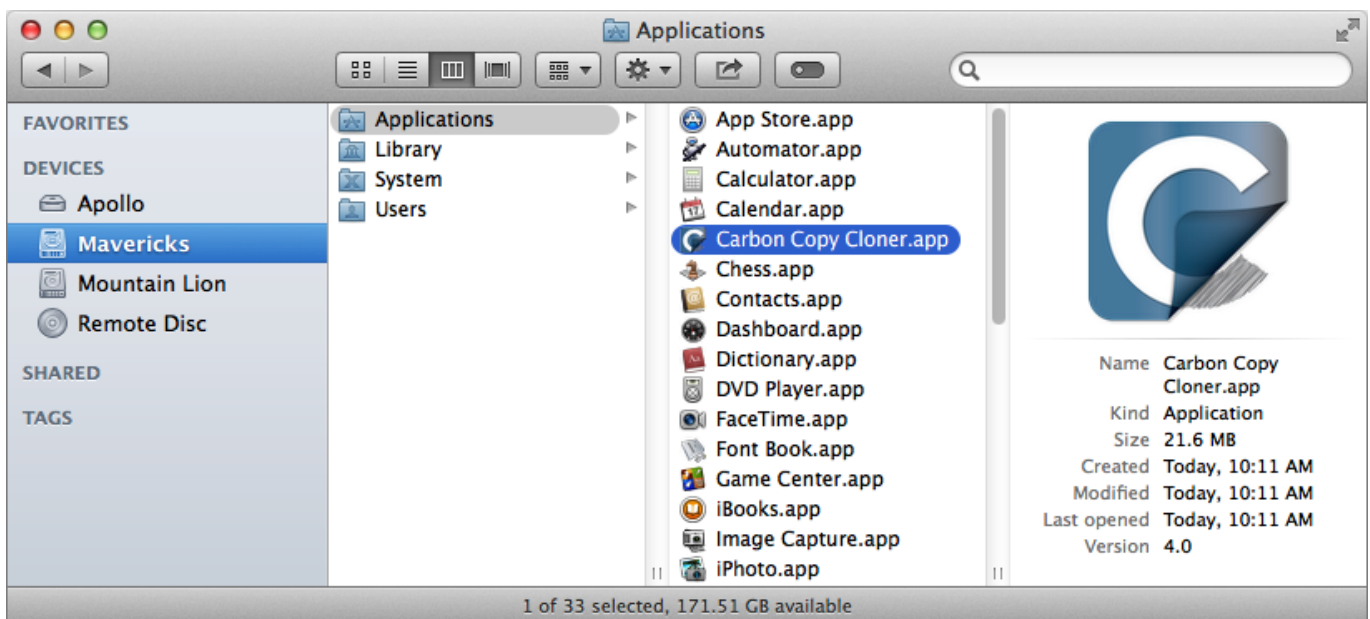 Applications
FAVORITES
DEVICES
Apollo
Mavericks
Mountain Lion
Remote Disc
SHARED
TAGS
Applications
Library
System
Users
App Store.app
Automator.app
Calculator.app
Calendar.app
Carbon Copy Cloner.app
Chess.app
Contacts.app
Dashboard.app
Dictionary.app
DVD Player.app
FaceTime.app
Font Book.app
Game Center.app
iBooks.app
Image Capture.app
iPhoto.app
Name Carbon Copy
Cloner.app
Kind Application
Size 21.6 MB
Created Today, 10:11 AM
Modified Today, 10:11 AM
Last opened Today, 10:11 AM
Version 4.0
1 of 33 selected, 171.51 GB available